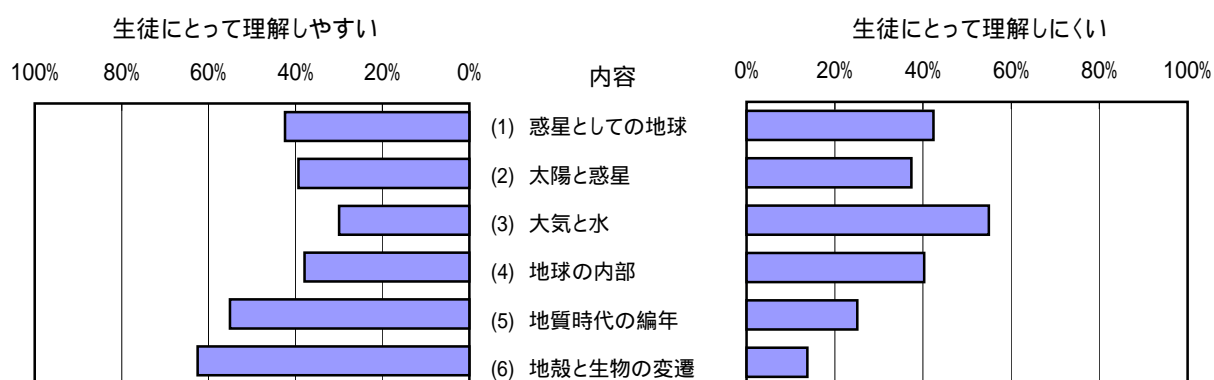 生徒にとって理解しやすい 生徒にとって理解しにくい
100% 80% 60% 40% 20% 0% 内容 0% 20% 40% 60% 80% 100%
(1) 惑星としての地球
(2) 太陽と惑星
(3) 大気と水
(4) 地球の内部
(5) 地質時代の編年
(6) 地殻と生物の変遷